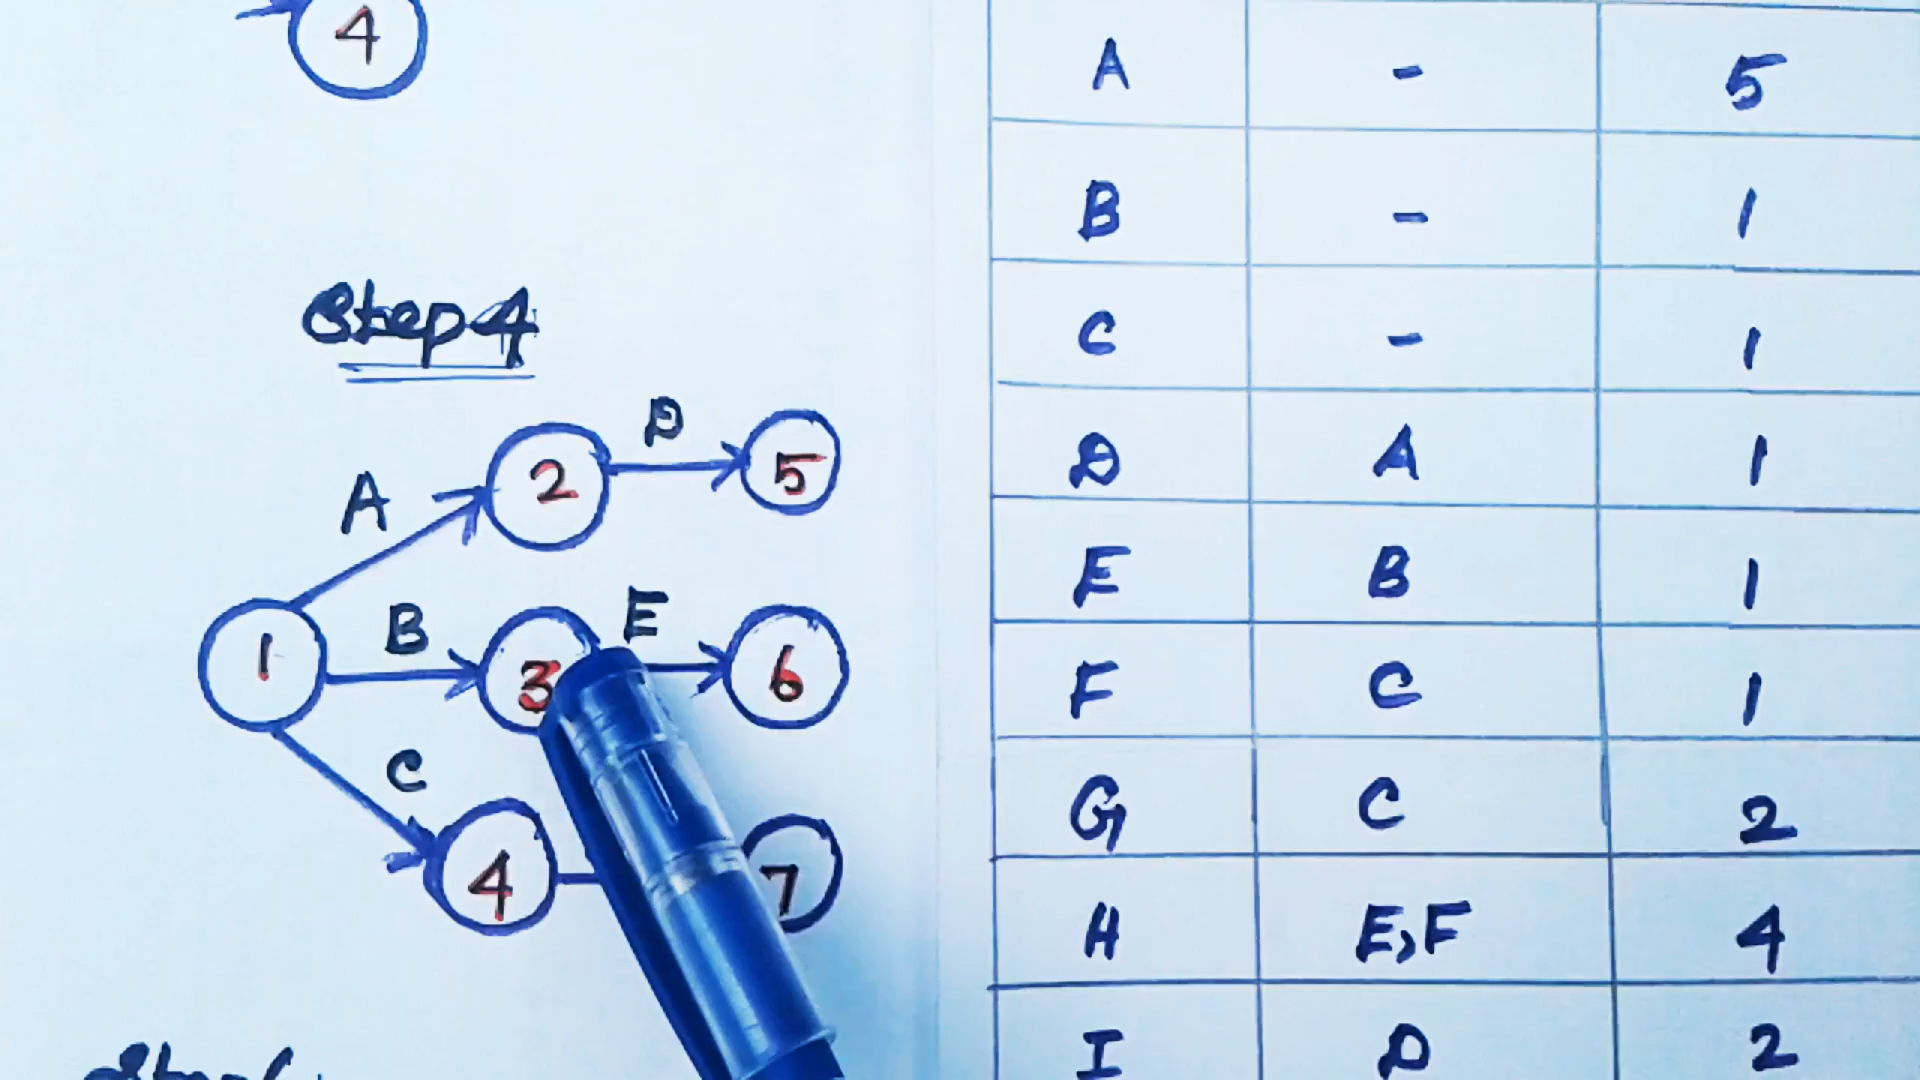 4
Step 4
A
D
2
5
1
B
E
3
6
C
4
7
A - 5
B - 1
C - 1
D A 1
E B 1
F C 1
G C 2
H E,F 4
I D 2